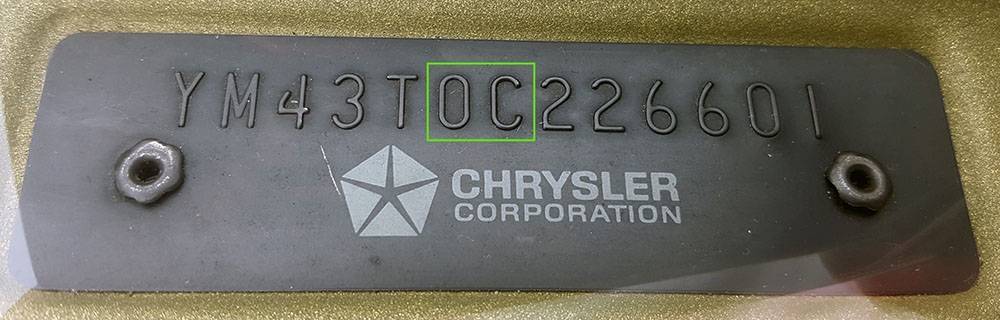 YM43T0C226601
CHRYSLER
CORPORATION